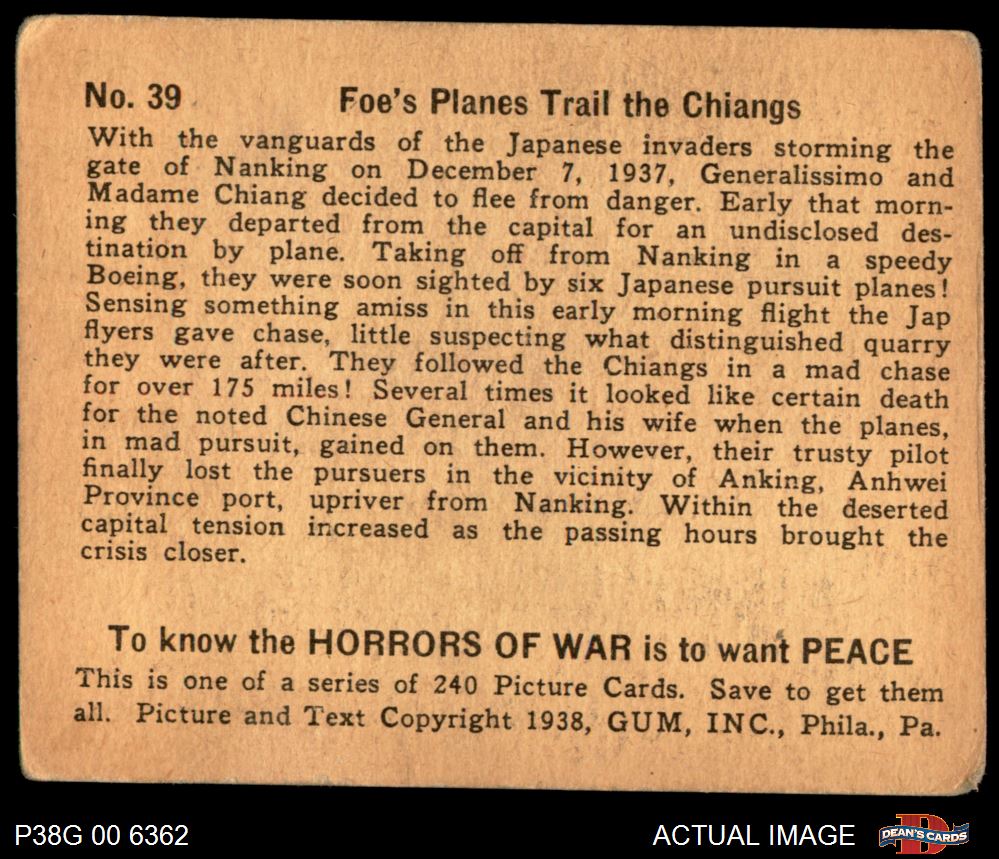 No. 39 Foe's Planes Trail the Chiangs
With the vanguards of the Japanese invaders storming the
gate of Nanking on December 7, 1937, Generalissimo and
Madame Chiang decided to flee from danger. Early that morn-
ing they departed from the capital for an undisclosed des-
tination by plane. Taking off from Nanking in a speedy
Boeing, they were soon sighted by six Japanese pursuit planes!
Sensing something amiss in this early morning flight the Jap
flyers gave chase, little suspecting what distinguished quarry
they were after. They followed the Chiangs in a mad chase
for over 175 miles! Several times it looked like certain death
for the noted Chinese General and his wife when the planes,
in mad pursuit, gained on them. However, their trusty pilot
finally lost the pursuers in the vicinity of Anking, Anhwei
Province port, upriver from Nanking. Within the deserted
capital tension increased as the passing hours brought the
crisis closer.
To know the HORRORS OF WAR is to want PEACE
This is one of a series of 240 Picture Cards. Save to get them
all. Picture and Text Copyright 1938, GUM, INC., Phila., Pa.
P38G 00 6362 ACTUAL IMAGE DEAN'S CARDS